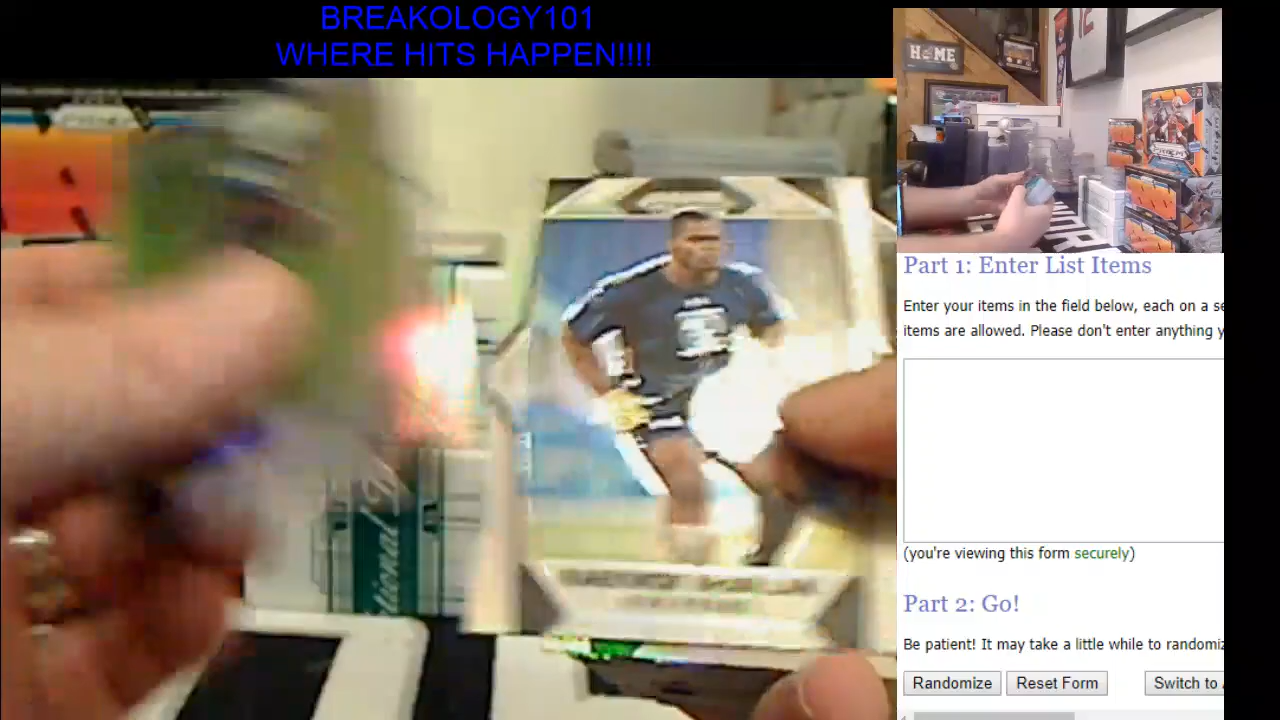 BREAKOLOGY101
WHERE HITS HAPPEN!!!!
HOME
Part 1: Enter List Items
Enter your items in the field below, each on a se
items are allowed. Please don't enter anything y
(you're viewing this form securely)
Part 2: Go!
Be patient! It may take a little while to randomiz
Randomize
Reset Form
Switch to